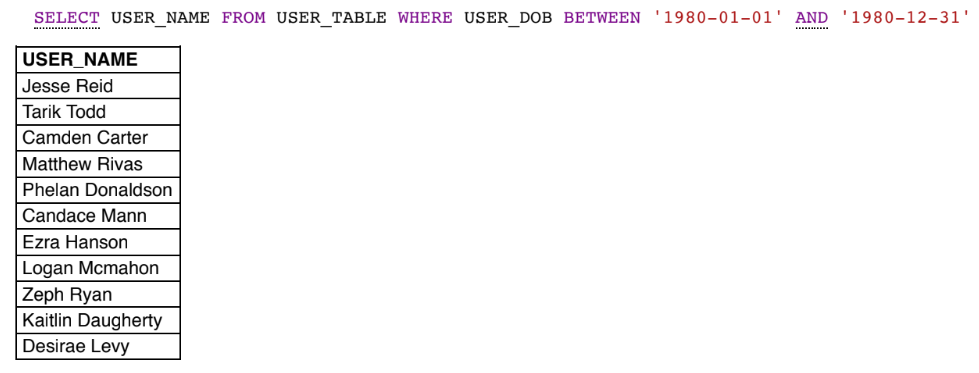 SELECT USER_NAME FROM USER_TABLE WHERE USER_DOB BETWEEN '1980-01-01' AND '1980-12-31'
USER_NAME
Jesse Reid
Tarik Todd
Camden Carter
Matthew Rivas
Phelan Donaldson
Candace Mann
Ezra Hanson
Logan Mcmahon
Zeph Ryan
Kaitlin Daugherty
Desirae Levy